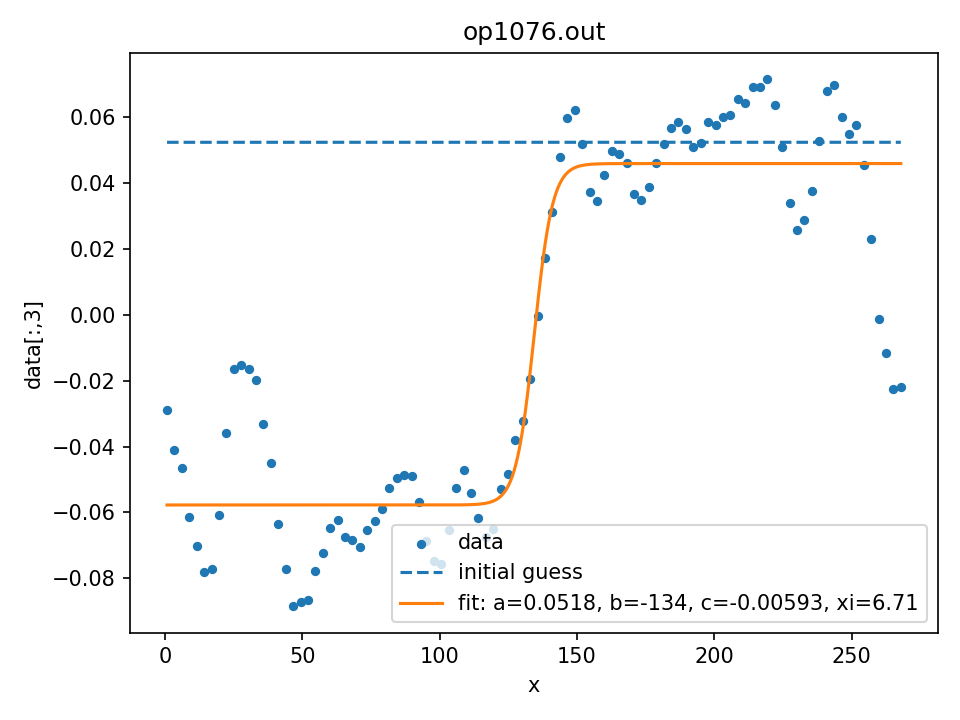 op1076.out
0.06
0.04
0.02
0.00
−0.02
−0.04
−0.06
−0.08
data[:,3]
data
initial guess
fit: a=0.0518, b=-134, c=-0.00593, xi=6.71
0 50 100 150 200 250
x